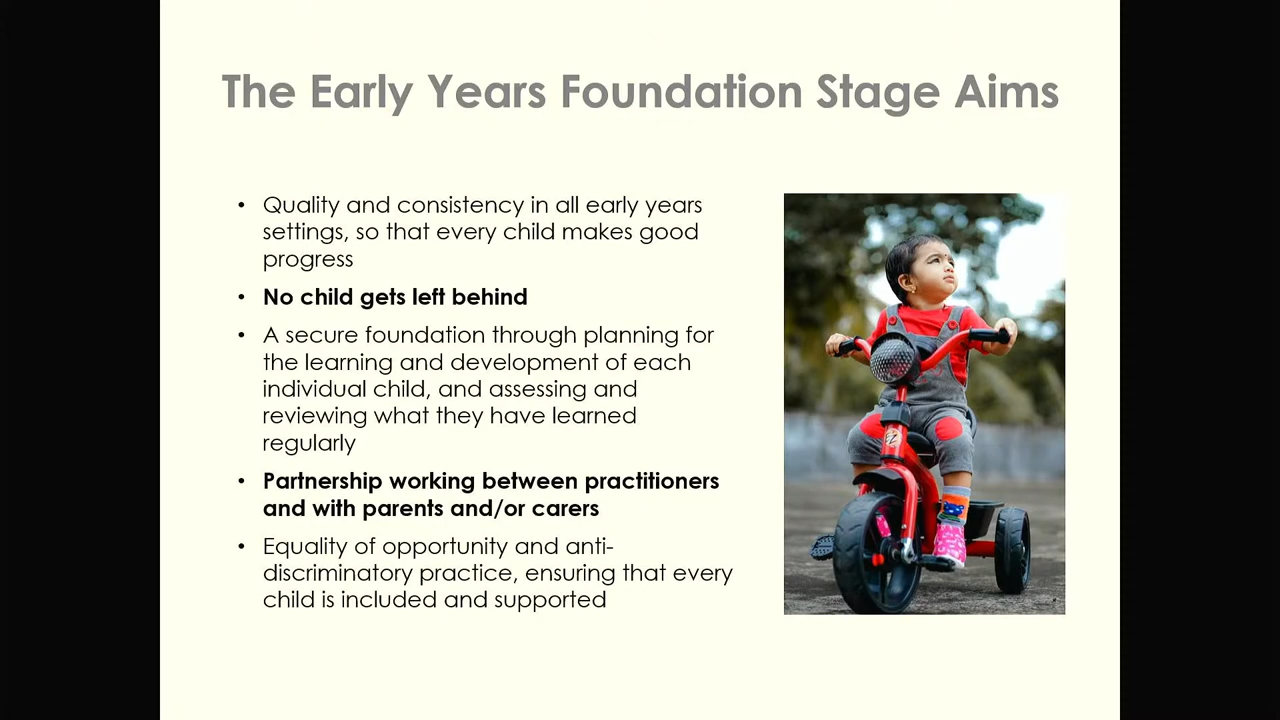 The Early Years Foundation Stage Aims
• Quality and consistency in all early years
settings, so that every child makes good
progress
• No child gets left behind
• A secure foundation through planning for
the learning and development of each
individual child, and assessing and
reviewing what they have learned
regularly
• Partnership working between practitioners
and with parents and/or carers
• Equality of opportunity and anti-
discriminatory practice, ensuring that every
child is included and supported